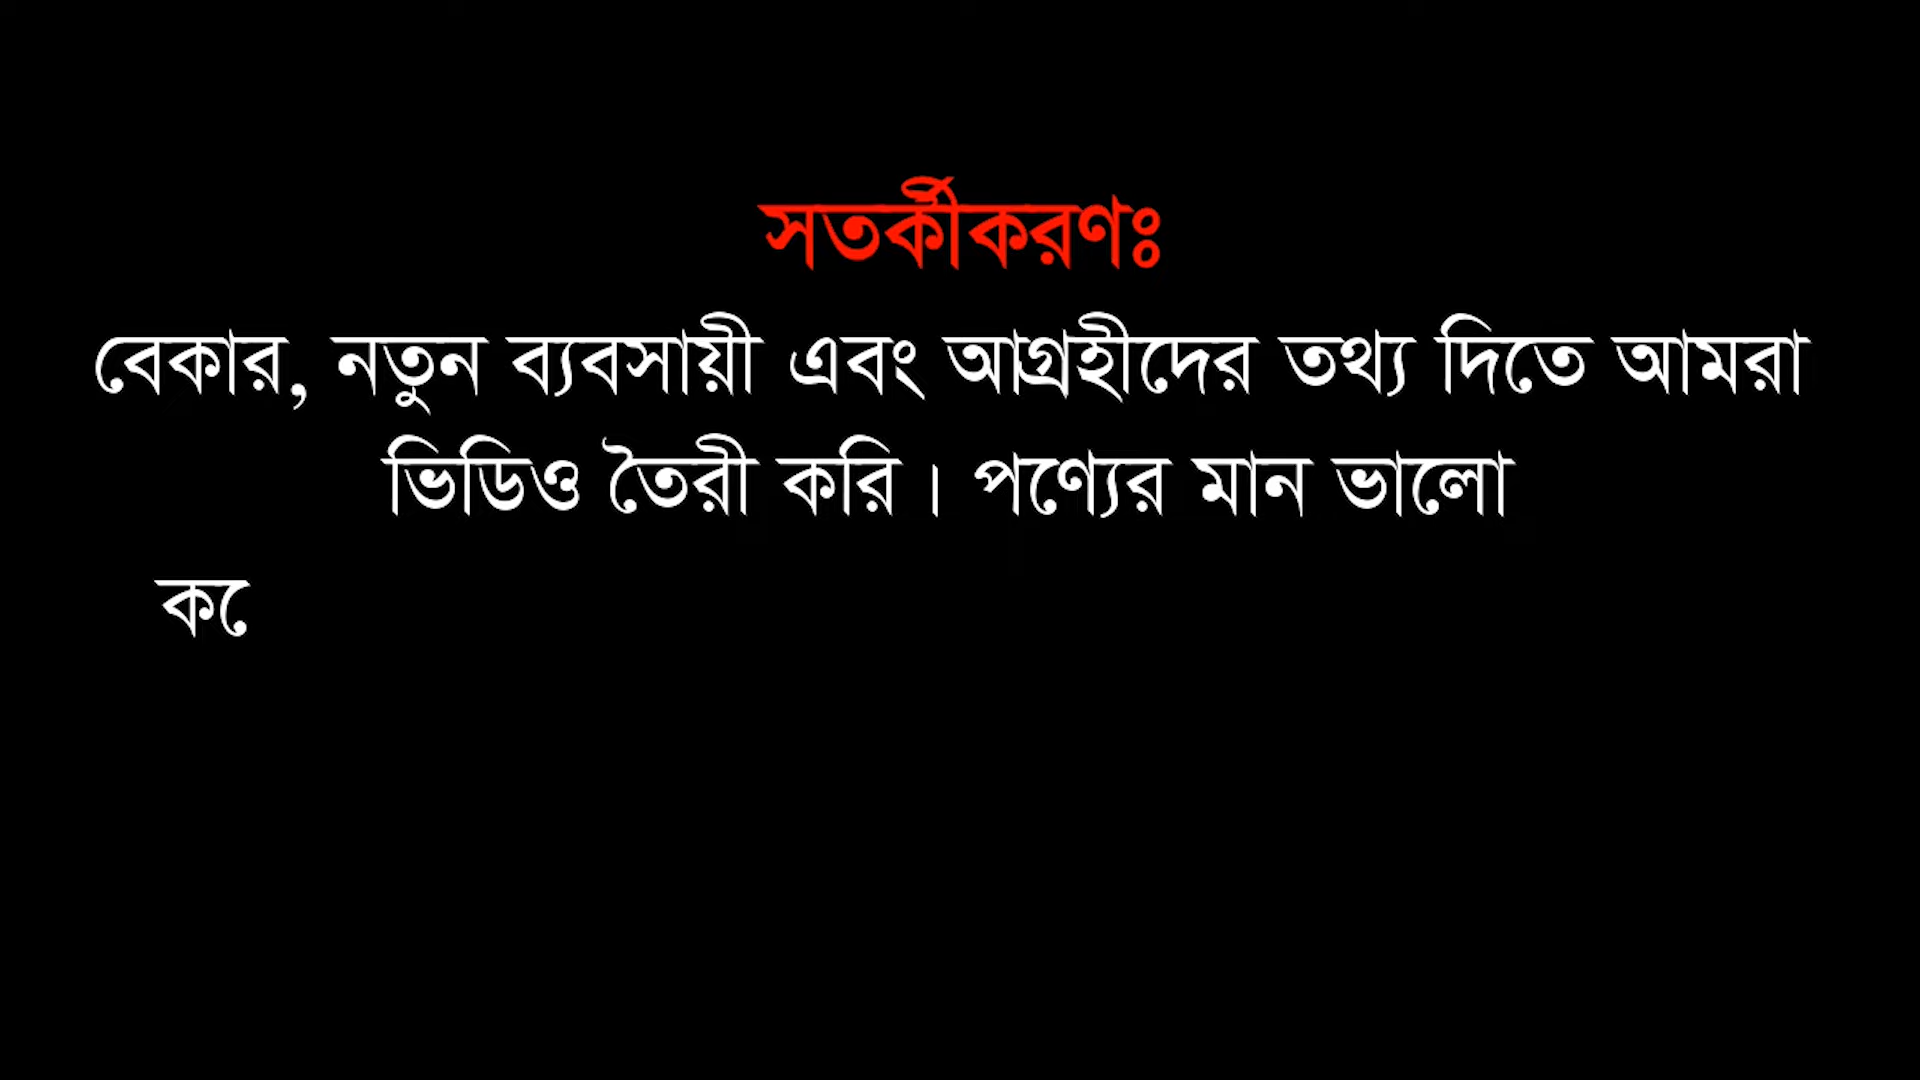 সতর্কীকরণঃ
বেকার, নতুন ব্যবসায়ী এবং আগ্রহীদের তথ্য দিতে আমরা
ভিডিও তৈরী করি। পণ্যের মান ভালো
কে